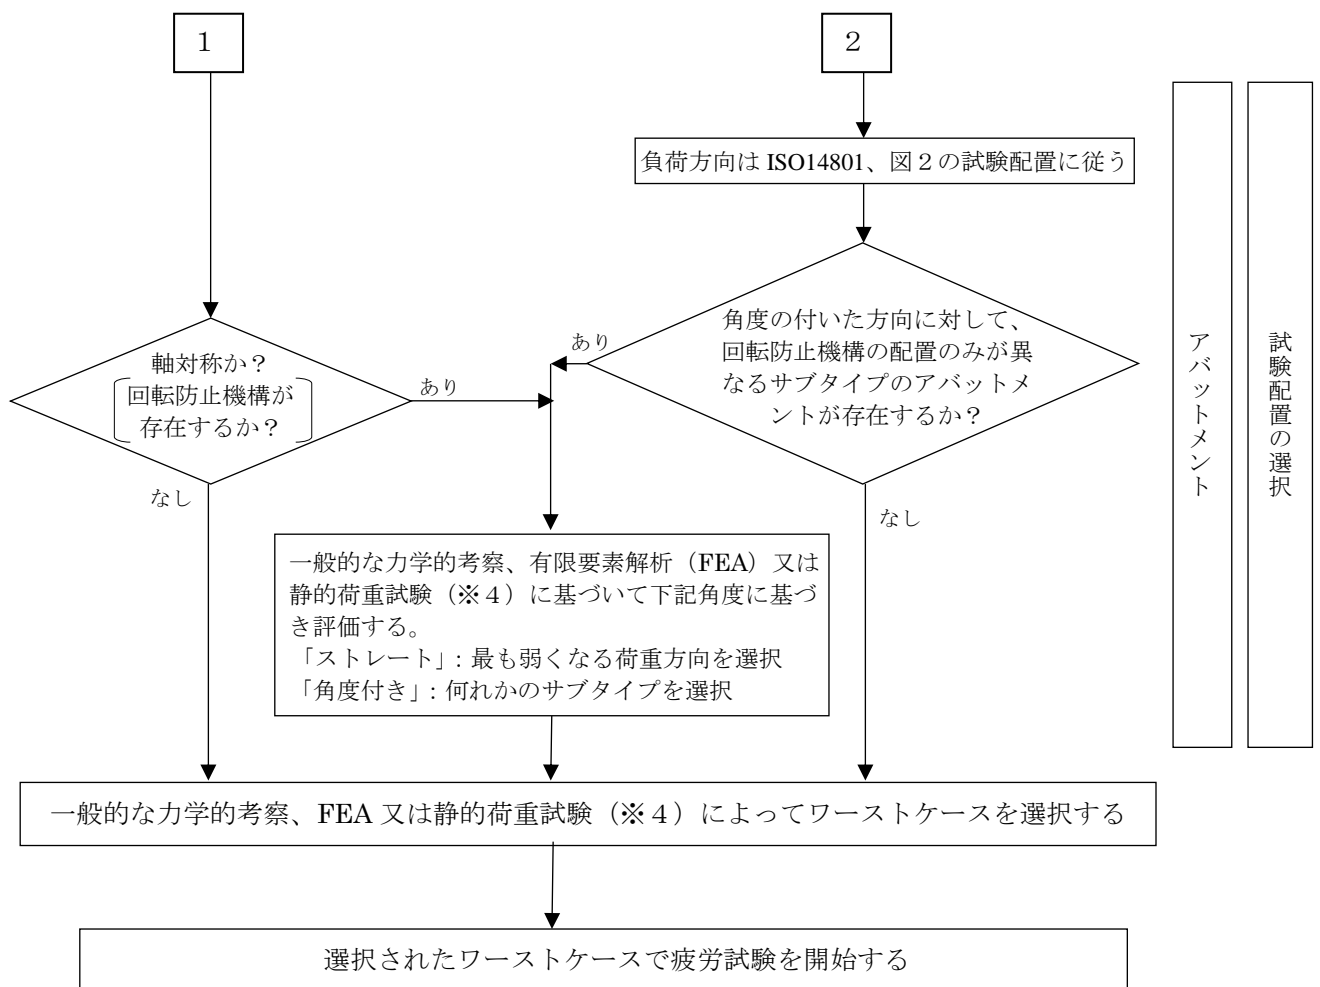 １
２
負荷方向は ISO14801、図２の試験配置に従う
軸対称か？
回転防止機構が
存在するか？
あり
なし
角度の付いた方向に対して、
回転防止機構の配置のみが異
なるサブタイプのアバットメ
ントが存在するか？
あり
なし
一般的な力学的考察、有限要素解析（FEA）又は
静的荷重試験（※４）に基づいて下記角度に基づ
き評価する。
「ストレート」：最も弱くなる荷重方向を選択
「角度付き」：何れかのサブタイプを選択
一般的な力学的考察、FEA 又は静的荷重試験（※４）によってワーストケースを選択する
選択されたワーストケースで疲労試験を開始する
アバットメント
試験配置の選択